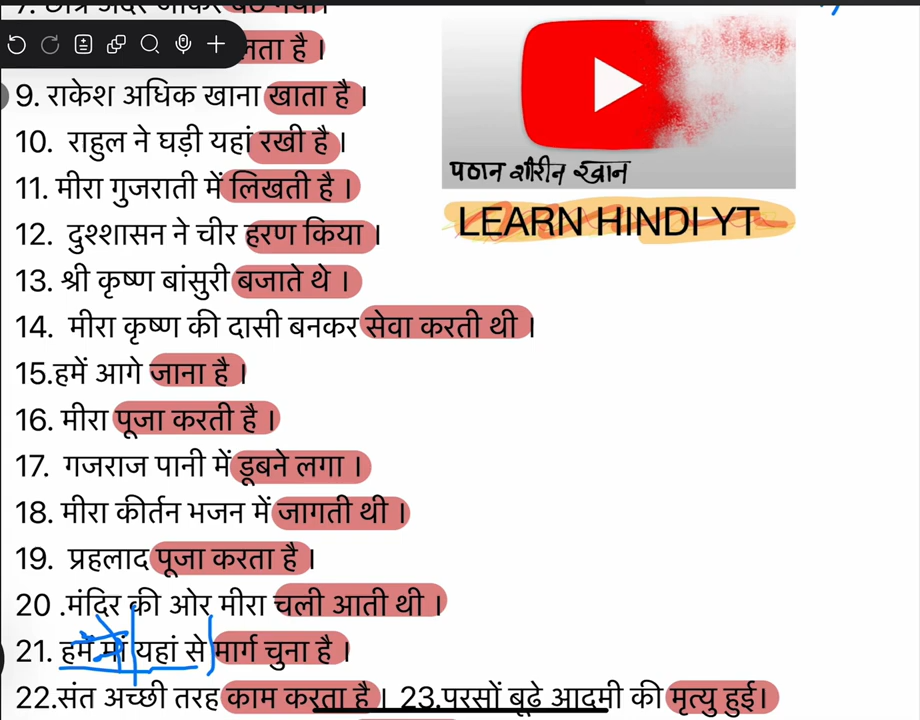 लता है ।
9. राकेश अधिक खाना खाता है ।
10. राहुल ने घड़ी यहां रखी है ।
11. मीरा गुजराती में लिखती है ।
12. दुश्शासन ने चीर हरण किया ।
13. श्री कृष्ण बांसुरी बजाते थे ।
14. मीरा कृष्ण की दासी बनकर सेवा करती थी ।
15.हमें आगे जाना है ।
16. मीरा पूजा करती है ।
17. गजराज पानी में डूबने लगा ।
18. मीरा कीर्तन भजन में जागती थी ।
19. प्रहलाद पूजा करता है ।
20 .मंदिर की ओर मीरा चली आती थी ।
21. हमें मां यहां से मार्ग चुना है ।
22.संत अच्छी तरह काम करता है । 23.परसों बूढ़े आदमी की मृत्यु हुई।
पठान शीरीन खान
LEARN HINDI YT